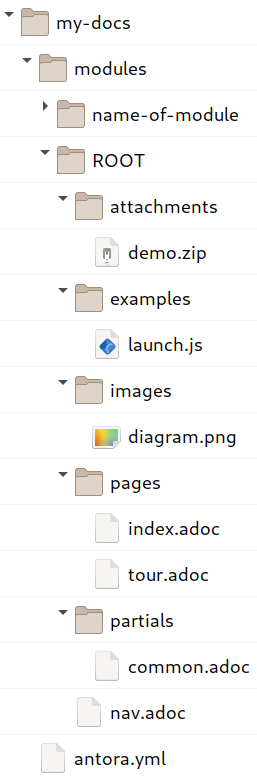 my-docs
modules
name-of-module
ROOT
attachments
demo.zip
examples
launch.js
images
diagram.png
pages
index.adoc
tour.adoc
partials
common.adoc
nav.adoc
antora.yml